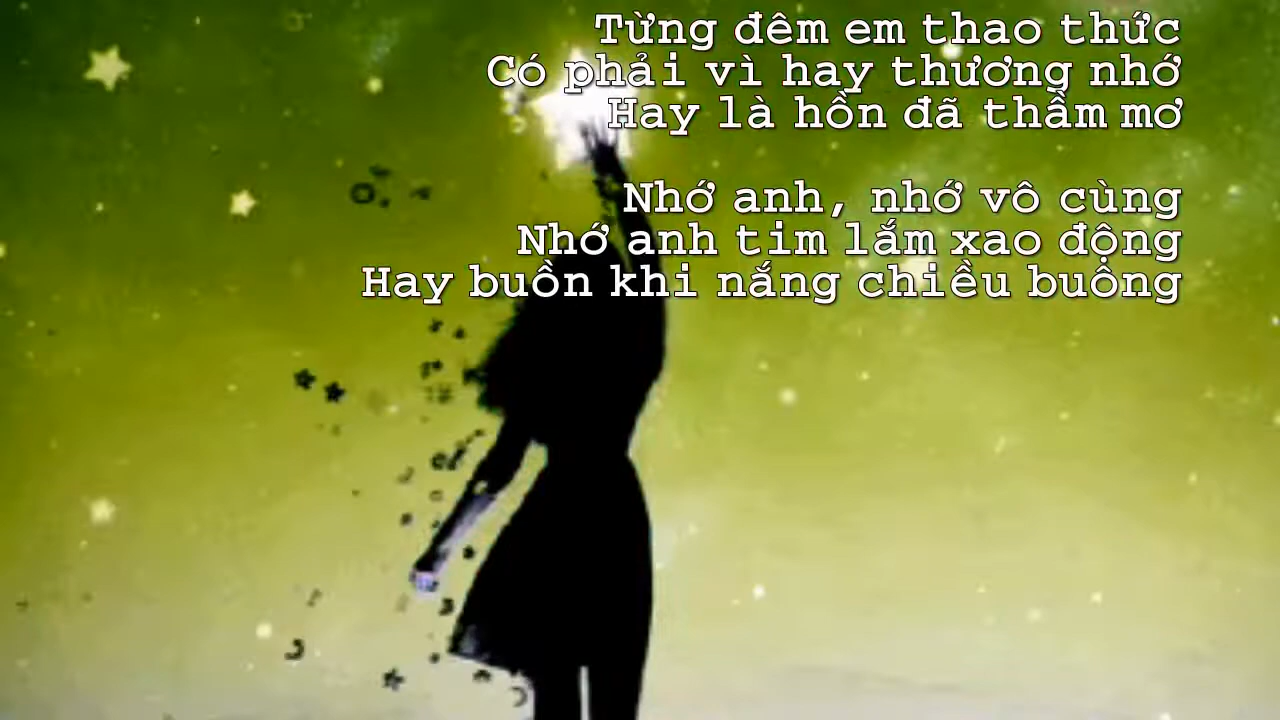 Từng đêm em thao thức
Có phải vì hay thương nhớ
Hay là hồn đã thầm mơ
Nhớ anh, nhớ vô cùng
Nhớ anh tim lắm xao động
Hay buồn khi nắng chiều buông